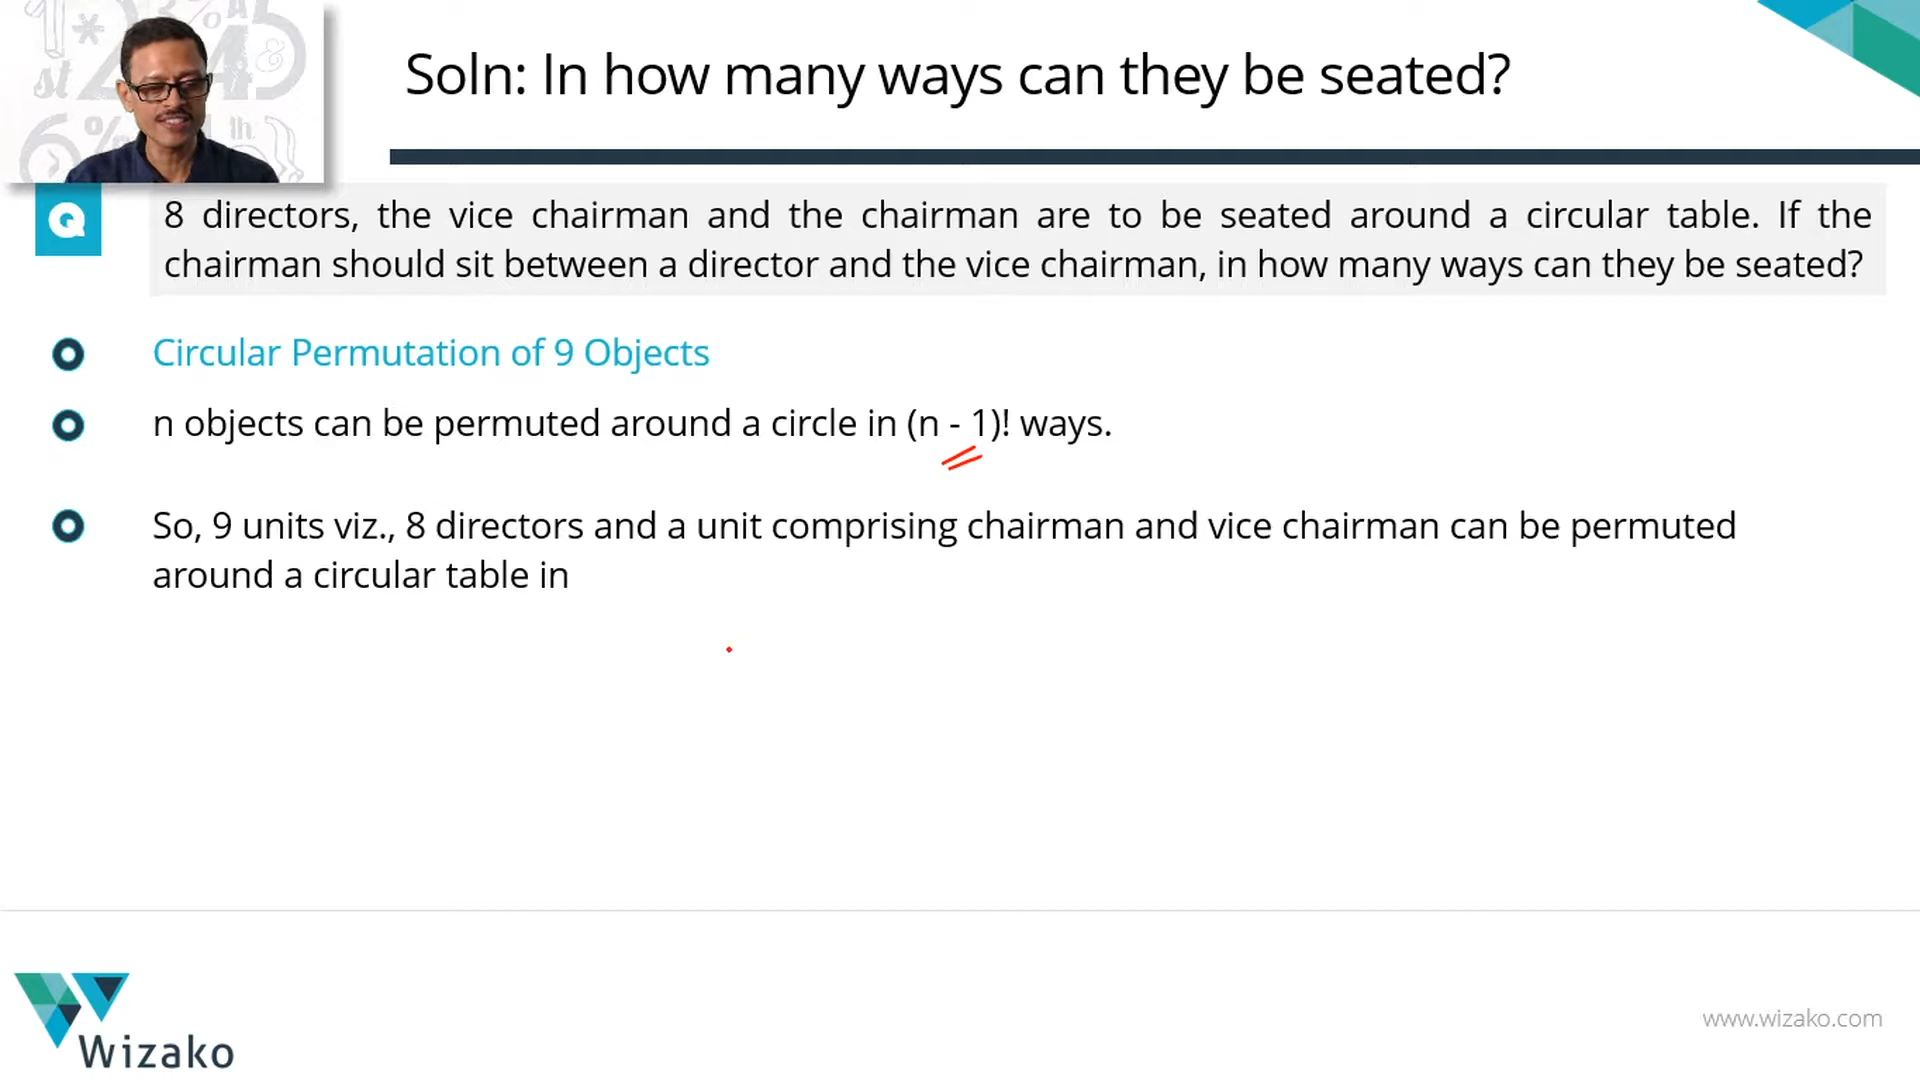 Soln: In how many ways can they be seated?
Q
8 directors, the vice chairman and the chairman are to be seated around a circular table. If the
chairman should sit between a director and the vice chairman, in how many ways can they be seated?
Circular Permutation of 9 Objects
n objects can be permuted around a circle in (n - 1)! ways.
So, 9 units viz., 8 directors and a unit comprising chairman and vice chairman can be permuted
around a circular table in
Wizako
www.wizako.com